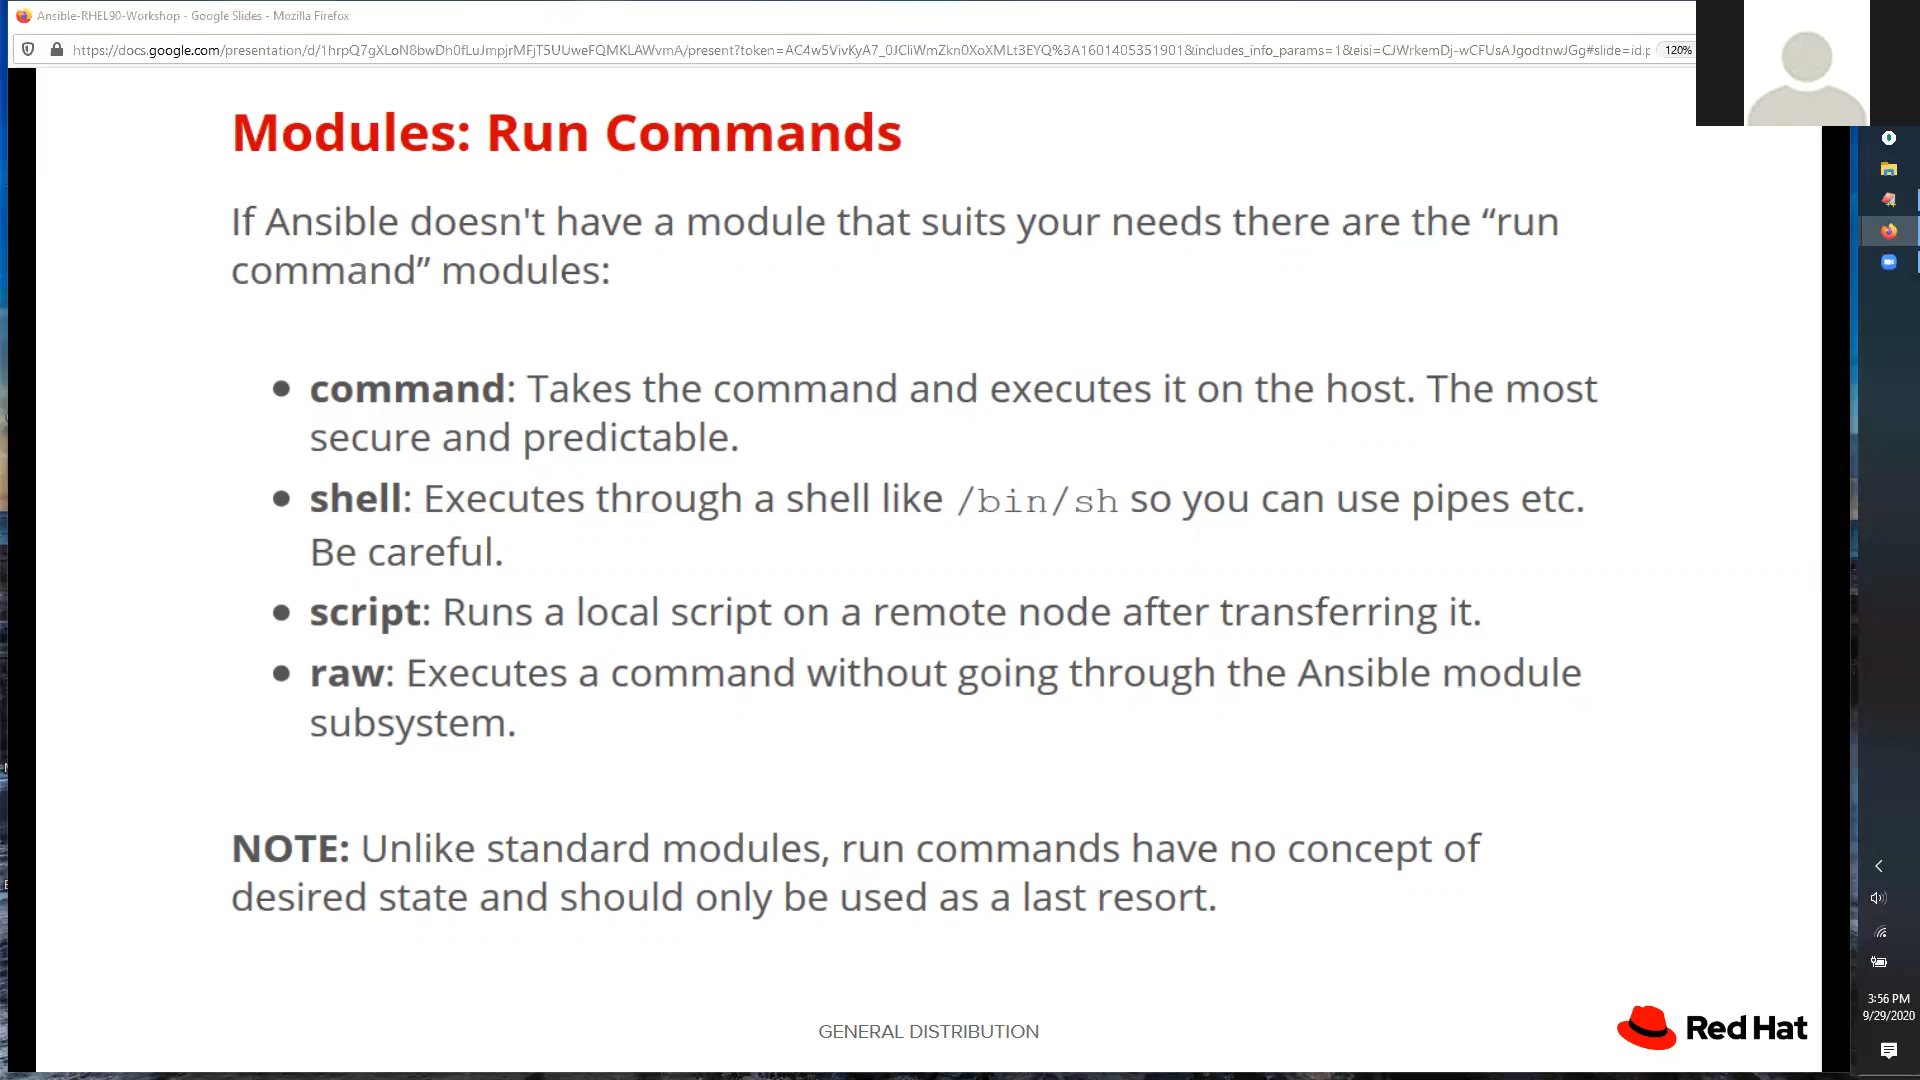 Ansible-RHEL90-Workshop - Google Slides - Mozilla Firefox
https://docs.google.com/presentation/d/1hrpQ7gXLoN8bwDh0fLuJmpjrMFjT5UUweFQMKLAWvmA/present?token=AC4w5VivKyA7_0JCliWmZkn0XoXMLt3EYQ%3A1601405351901&includes_info_params=1&eisi=CJWrkemDj-wCFUsAJgodtnwJGg#slide=id.p 120%
Modules: Run Commands
If Ansible doesn't have a module that suits your needs there are the “run
command” modules:
● command: Takes the command and executes it on the host. The most
secure and predictable.
● shell: Executes through a shell like /bin/sh so you can use pipes etc.
Be careful.
● script: Runs a local script on a remote node after transferring it.
● raw: Executes a command without going through the Ansible module
subsystem.
NOTE: Unlike standard modules, run commands have no concept of
desired state and should only be used as a last resort.
3:56 PM
9/29/2020
GENERAL DISTRIBUTION
Red Hat